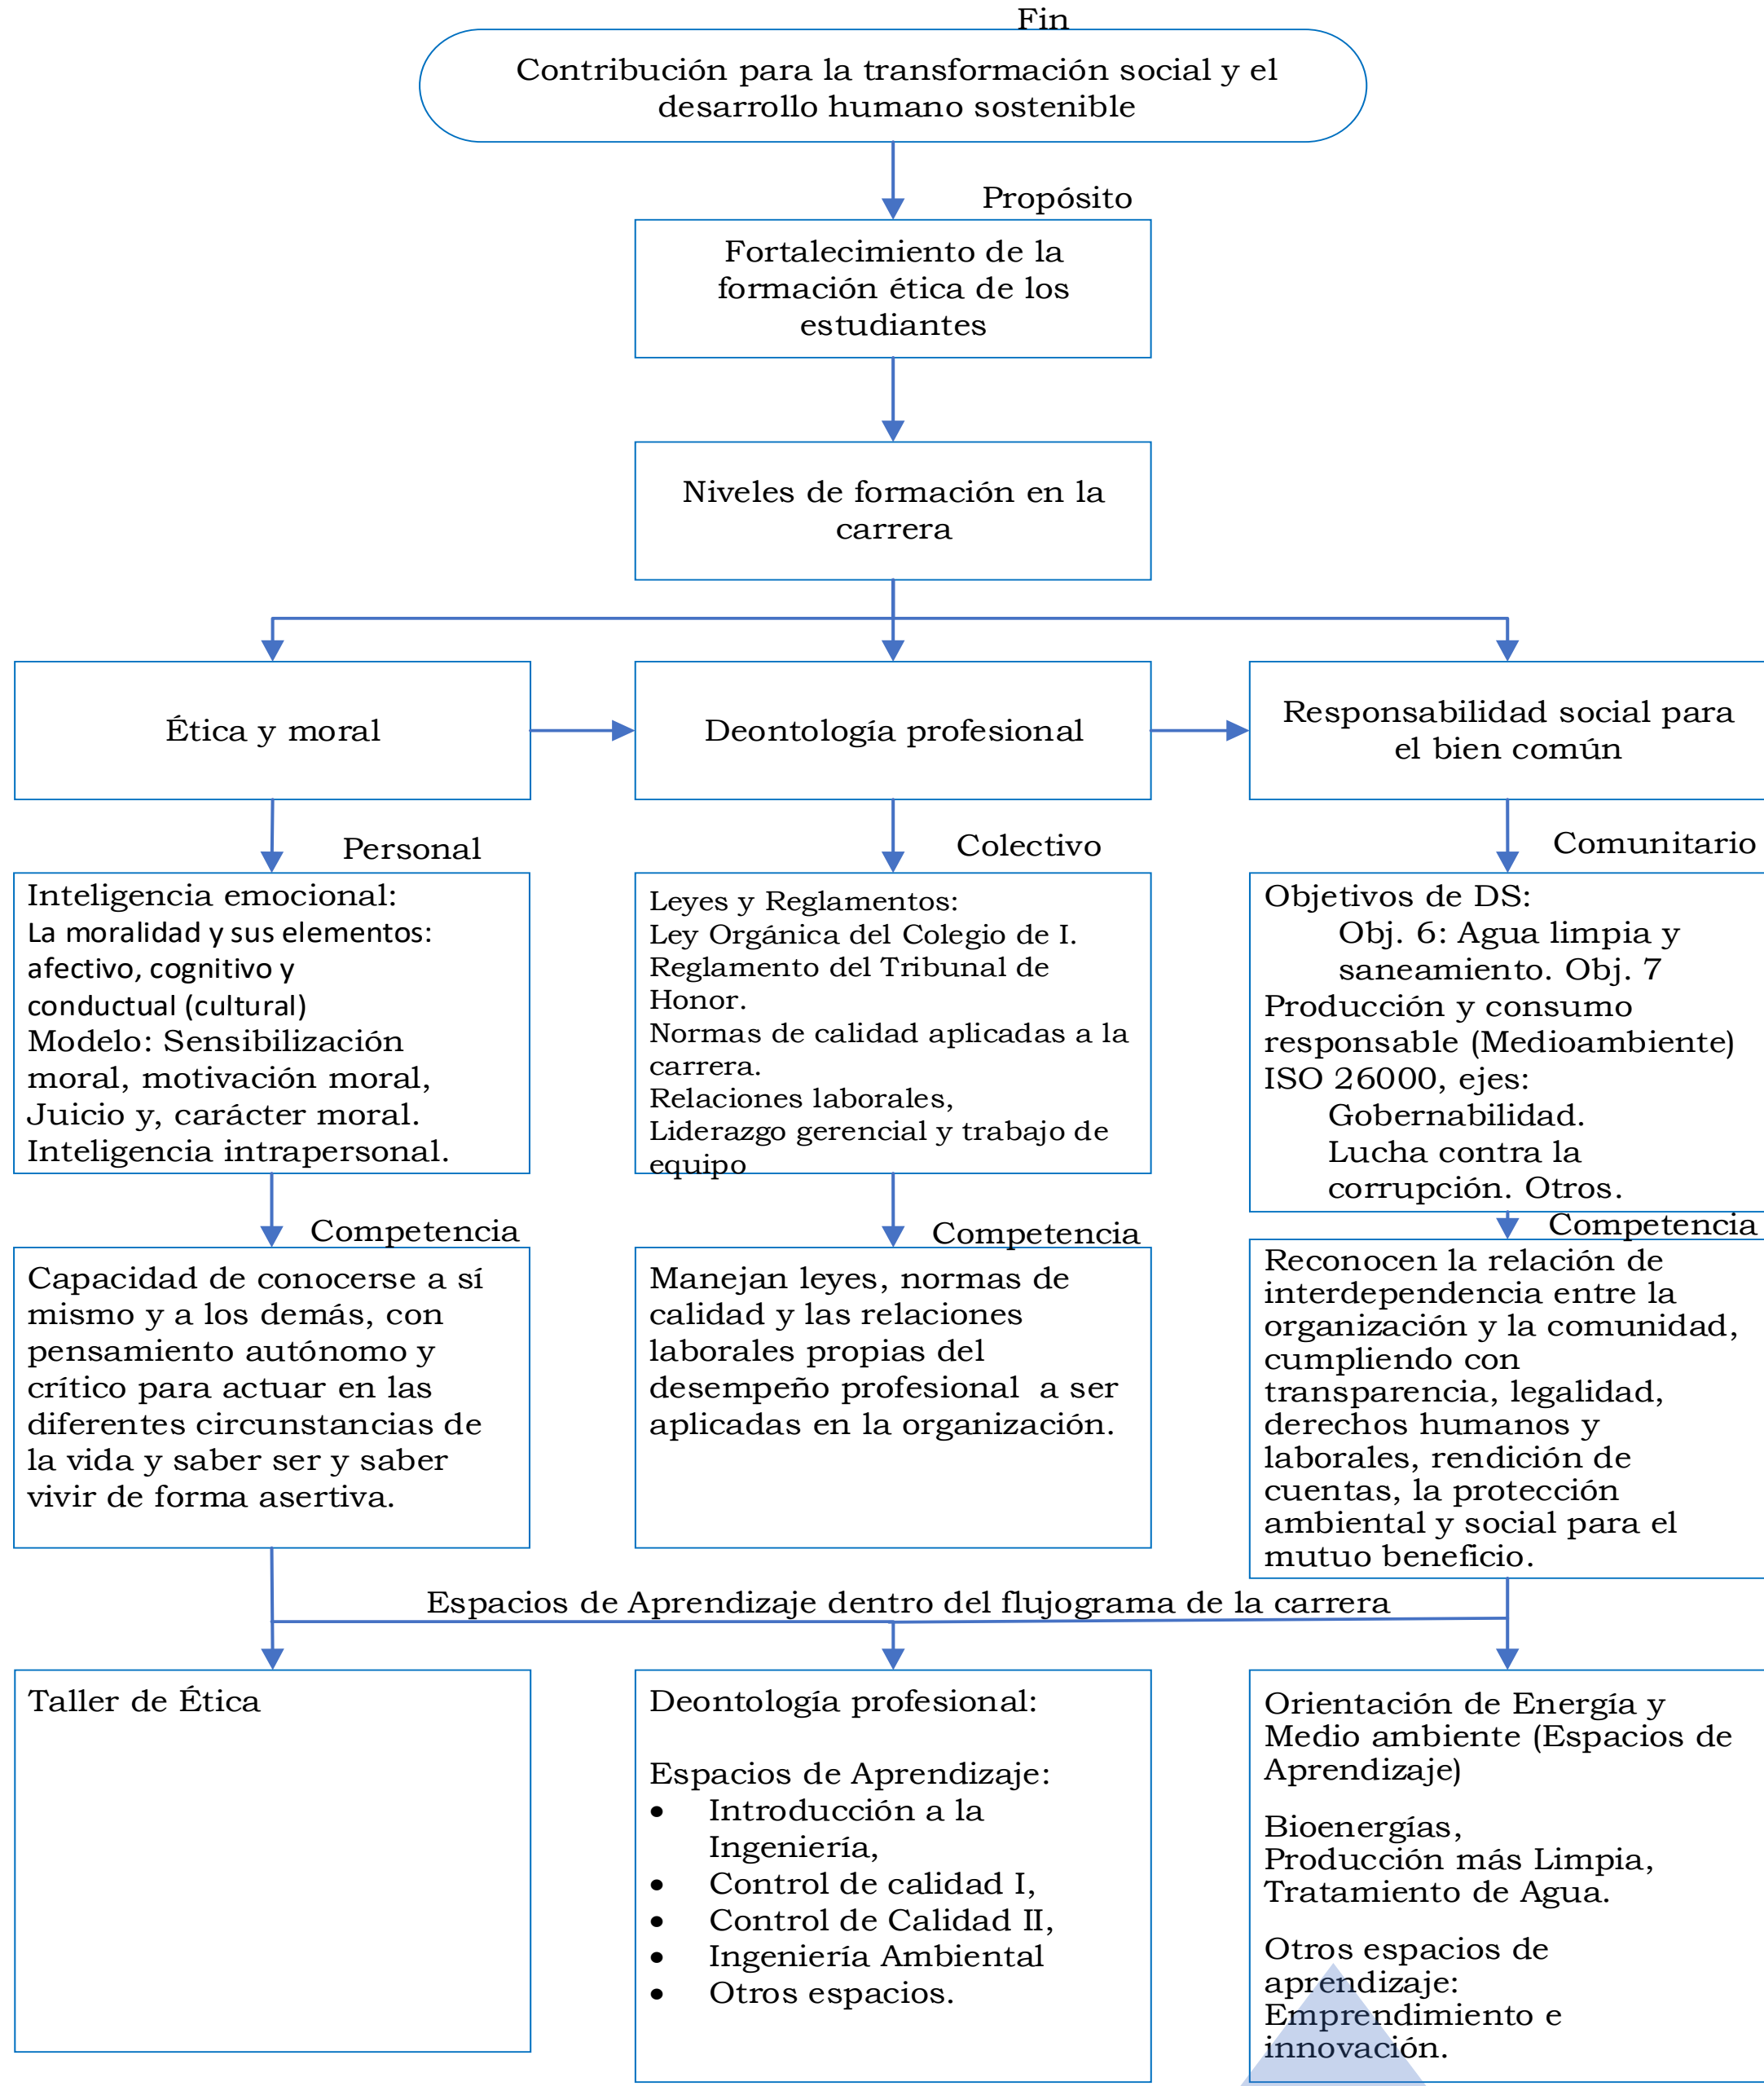 Fin
Contribución para la transformación social y el
desarrollo humano sostenible
Propósito
Fortalecimiento de la
formación ética de los
estudiantes
Niveles de formación en la
carrera
Ética y moral
Deontología profesional
Responsabilidad social para
el bien común
Personal
Inteligencia emocional:
La moralidad y sus elementos:
afectivo, cognitivo y
conductual (cultural)
Modelo: Sensibilización
moral, motivación moral,
Juicio y, carácter moral.
Inteligencia intrapersonal.
Colectivo
Leyes y Reglamentos:
Ley Orgánica del Colegio de I.
Reglamento del Tribunal de
Honor.
Normas de calidad aplicadas a la
carrera.
Relaciones laborales,
Liderazgo gerencial y trabajo de
equipo
Comunitario
Objetivos de DS:
Obj. 6: Agua limpia y
saneamiento. Obj. 7
Producción y consumo
responsable (Medioambiente)
ISO 26000, ejes:
Gobernabilidad.
Lucha contra la
corrupción. Otros.
Competencia
Capacidad de conocerse a sí
mismo y a los demás, con
pensamiento autónomo y
crítico para actuar en las
diferentes circunstancias de
la vida y saber ser y saber
vivir de forma asertiva.
Competencia
Manejan leyes, normas de
calidad y las relaciones
laborales propias del
desempeño profesional  a ser
aplicadas en la organización.
Competencia
Reconocen la relación de
interdependencia entre la
organización y la comunidad,
cumpliendo con
transparencia, legalidad,
derechos humanos y
laborales, rendición de
cuentas, la protección
ambiental y social para el
mutuo beneficio.
Espacios de Aprendizaje dentro del flujograma de la carrera
Taller de Ética
Deontología profesional:
Espacios de Aprendizaje:
• Introducción a la
Ingeniería,
• Control de calidad I,
• Control de Calidad II,
• Ingeniería Ambiental
• Otros espacios.
Orientación de Energía y
Medio ambiente (Espacios de
Aprendizaje)
Bioenergías,
Producción más Limpia,
Tratamiento de Agua.
Otros espacios de
aprendizaje:
Emprendimiento e
innovación.